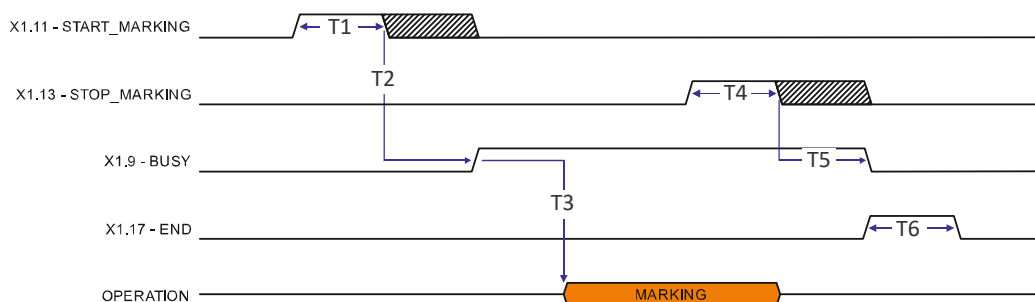 X1.11 - START_MARKING
T1
T2
X1.13 - STOP_MARKING
T4
X1.9 - BUSY
T5
T3
X1.17 - END
T6
OPERATION
MARKING